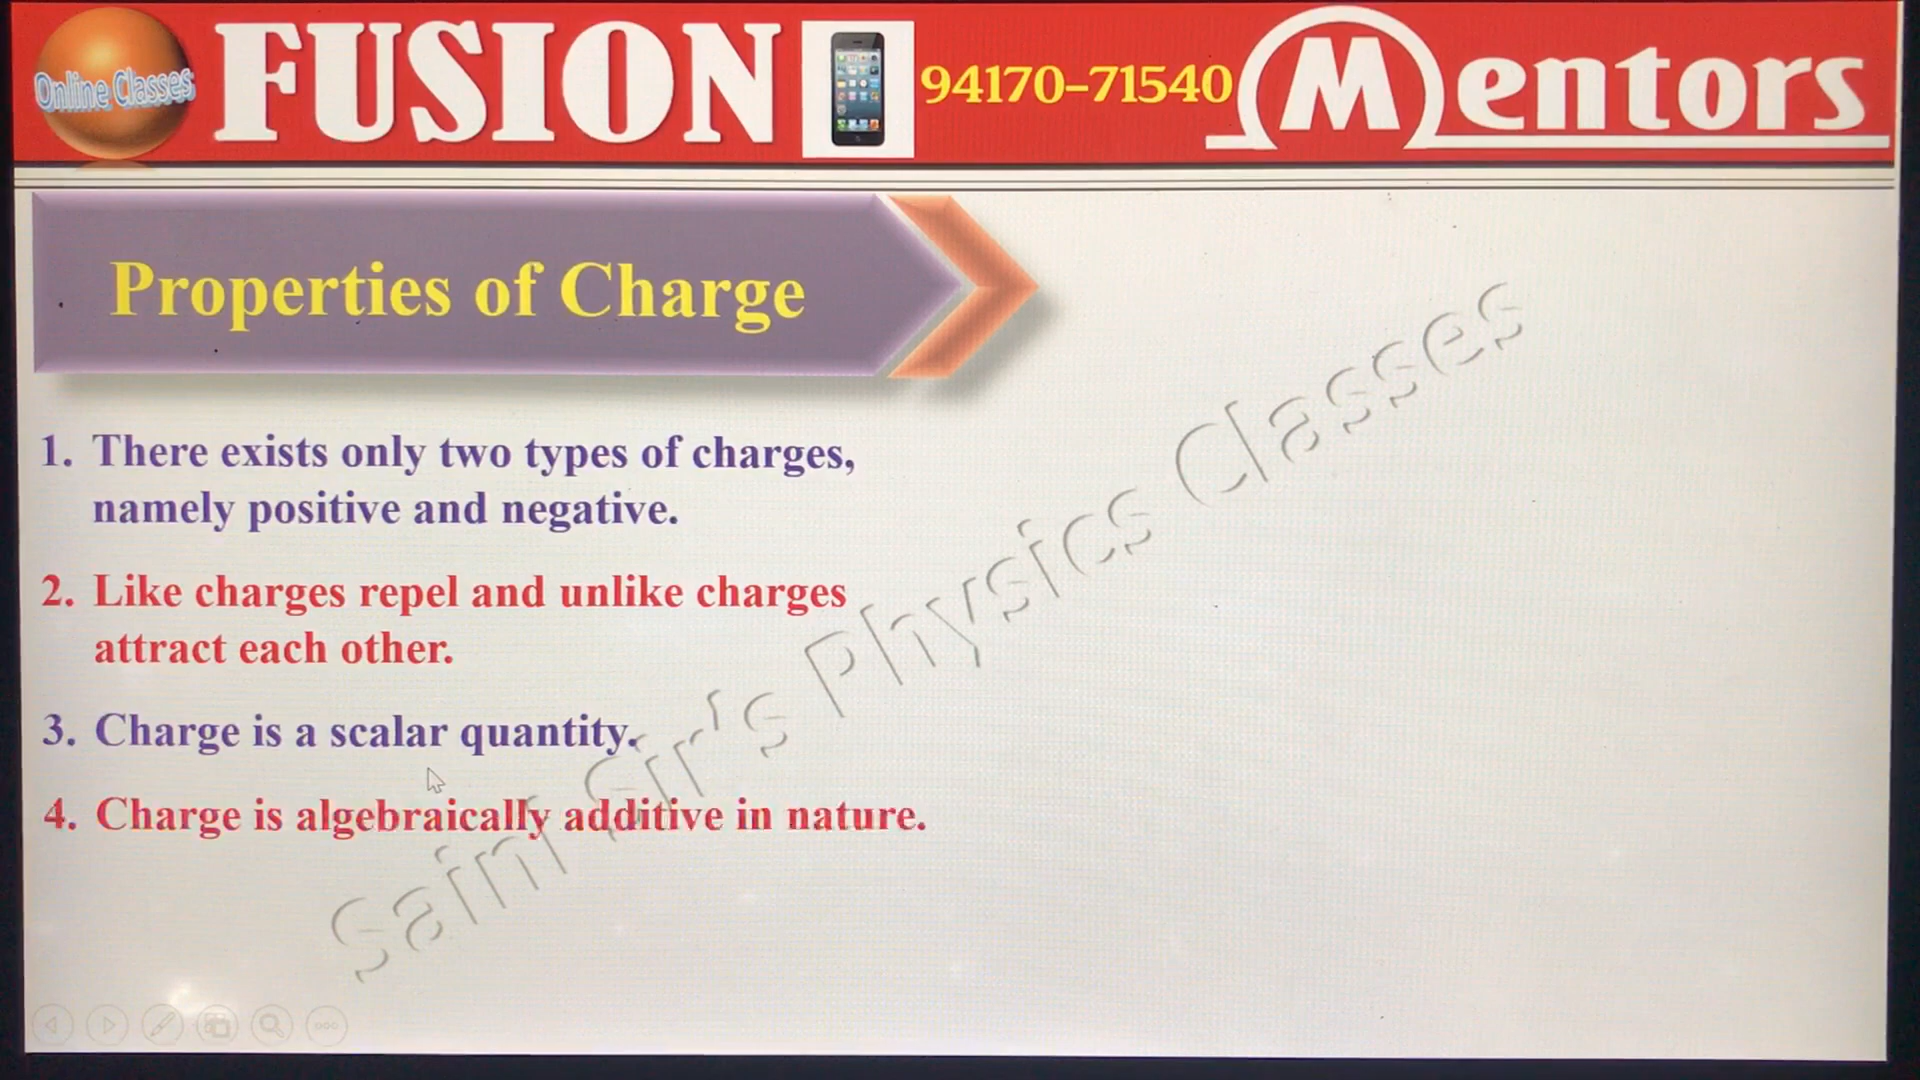 Online Classes FUSION 94170-71540 Mentors
Properties of Charge
1. There exists only two types of charges,
namely positive and negative.
2. Like charges repel and unlike charges
attract each other.
3. Charge is a scalar quantity.
4. Charge is algebraically additive in nature.
Saini Sir's Physics Classes